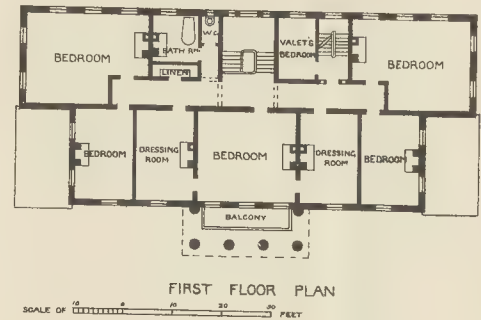 W.C.
VALET'S
BEDROOM
BEDROOM
BATH RM
BEDROOM
LINEN
BEDROOM
DRESSING
ROOM
BEDROOM
DRESSING
ROOM
BEDROOM
BALCONY
FIRST FLOOR PLAN
SCALE OF 10 0 10 20 30 FEET